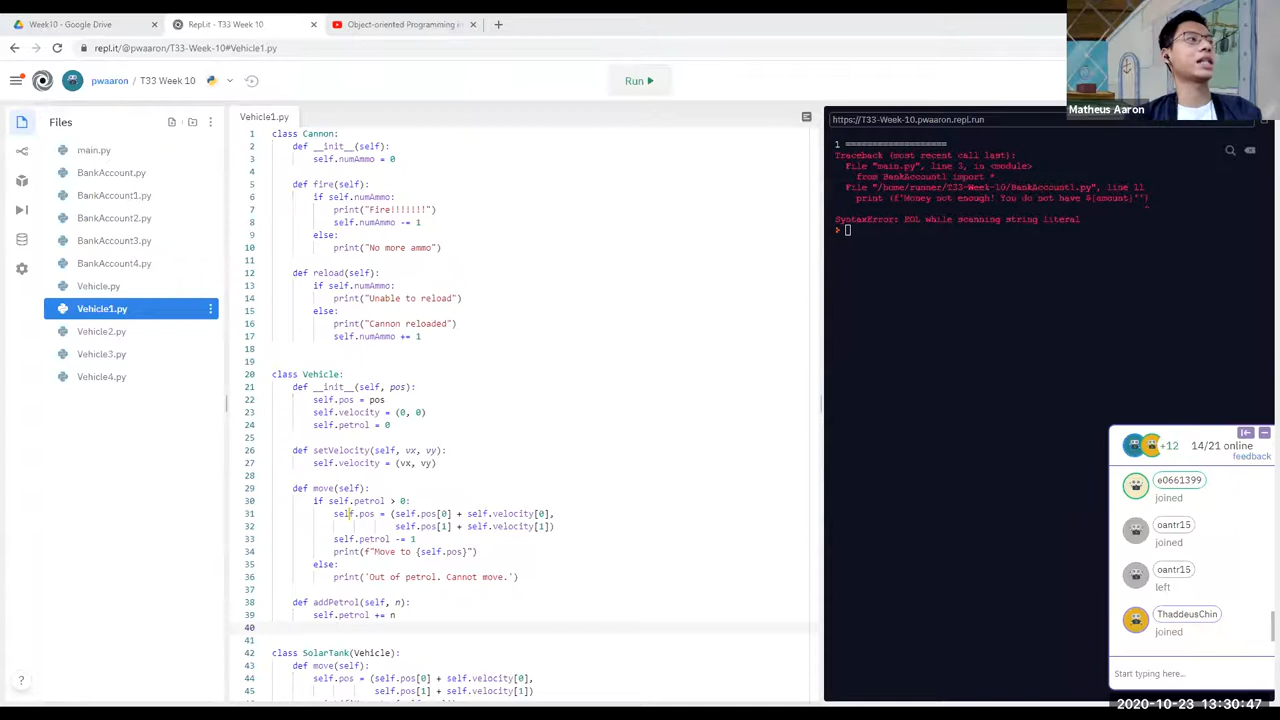 Week10 - Google Drive
Repl.it - T33 Week 10
Object-oriented Programming in
repl.it/@pwaaron/T33-Week-10#Vehicle1.py
pwaaron / T33 Week 10
Run
Matheus Aaron
Files
main.py
BankAccount.py
BankAccount1.py
BankAccount2.py
BankAccount3.py
BankAccount4.py
Vehicle.py
Vehicle1.py
Vehicle2.py
Vehicle3.py
Vehicle4.py
?
Vehicle1.py
1 class Cannon:
2 def __init__(self):
3 self.numAmmo = 0
4
5 def fire(self):
6 if self.numAmmo:
7 print("Fire!!!!!!!")
8 self.numAmmo -= 1
9 else:
10 print("No more ammo")
11
12 def reload(self):
13 if self.numAmmo:
14 print("Unable to reload")
15 else:
16 print("Cannon reloaded")
17 self.numAmmo += 1
18
19
20 class Vehicle:
21 def __init__(self, pos):
22 self.pos = pos
23 self.velocity = (0, 0)
24 self.petrol = 0
25
26 def setVelocity(self, vx, vy):
27 self.velocity = (vx, vy)
28
29 def move(self):
30 if self.petrol > 0:
31 self.pos = (self.pos[0] + self.velocity[0],
32 self.pos[1] + self.velocity[1])
33 self.petrol -= 1
34 print(f"Move to {self.pos}")
35 else:
36 print('Out of petrol. Cannot move.')
37
38 def addPetrol(self, n):
39 self.petrol += n
40
41
42 class SolarTank(Vehicle):
43 def move(self):
44 self.pos = (self.pos[0] + self.velocity[0],
45 self.pos[1] + self.velocity[1])
https://T33-Week-10.pwaaron.repl.run
1 ===================
Traceback (most recent call last):
File "main.py", line 3, in <module>
from BankAccount1 import *
File "/home/runner/T33-Week-10/BankAccount1.py", line 11
print (f'Money not enough! You do not have ${amount}"')
^
SyntaxError: EOL while scanning string literal
>
+12 14/21 online
feedback
e0661399
joined
oantr15
joined
oantr15
left
ThaddeusChin
joined
Start typing here...
2020-10-23 13:30:47